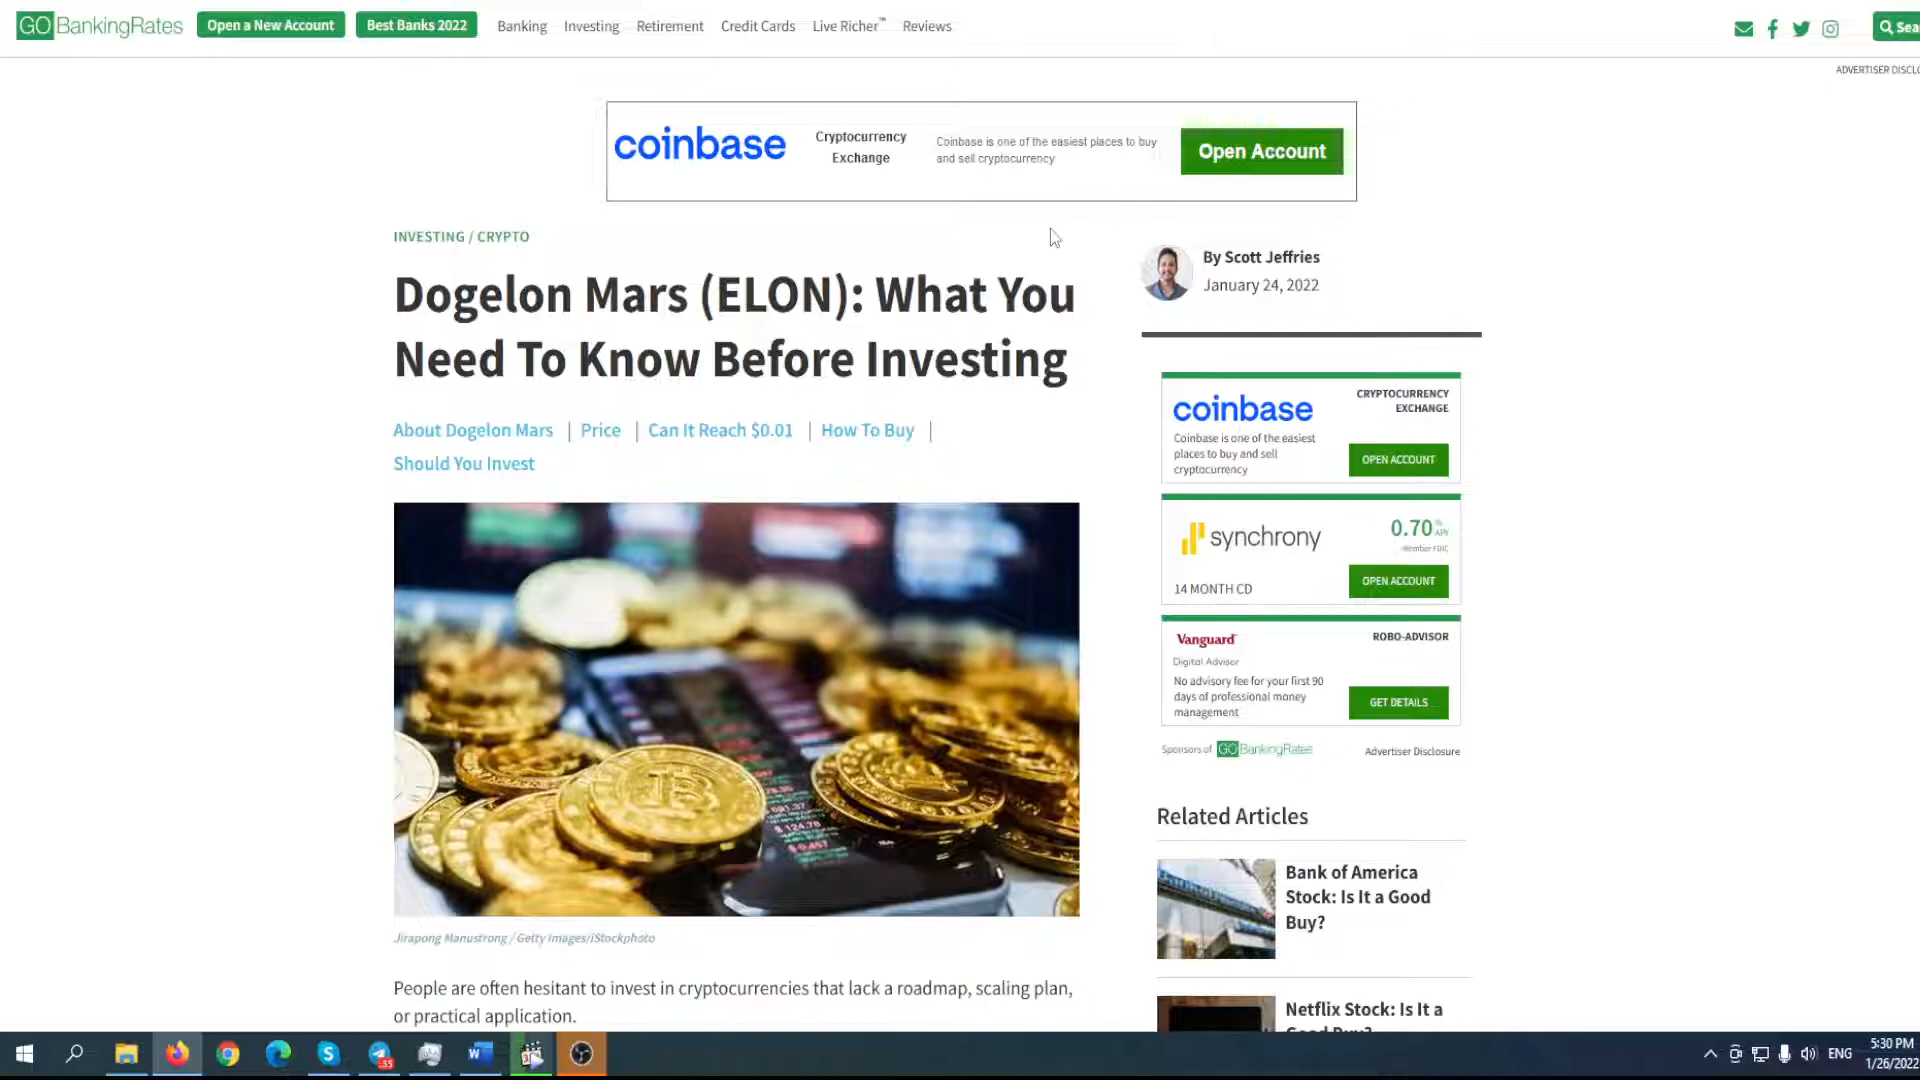 GOBankingRates
Open a New Account
Best Banks 2022
Banking
Investing
Retirement
Credit Cards
Live Richer™
Reviews
Sea
ADVERTISER DISCLO
coinbase
Cryptocurrency
Exchange
Coinbase is one of the easiest places to buy
and sell cryptocurrency
Open Account
INVESTING / CRYPTO
Dogelon Mars (ELON): What You
Need To Know Before Investing
By Scott Jeffries
January 24, 2022
About Dogelon Mars | Price | Can It Reach $0.01 | How To Buy |
Should You Invest
Jirapong Manustrong / Getty Images/iStockphoto
People are often hesitant to invest in cryptocurrencies that lack a roadmap, scaling plan,
or practical application.
coinbase
CRYPTOCURRENCY
EXCHANGE
Coinbase is one of the easiest
places to buy and sell
cryptocurrency
OPEN ACCOUNT
synchrony
0.70 % APY
Member FDIC
14 MONTH CD
OPEN ACCOUNT
Vanguard
Digital Advisor
ROBO-ADVISOR
No advisory fee for your first 90
days of professional money
management
GET DETAILS
Sponsors of GOBankingRates
Advertiser Disclosure
Related Articles
Bank of America
Stock: Is It a Good
Buy?
Netflix Stock: Is It a
Good Buy?
ENG
5:30 PM
1/26/2022